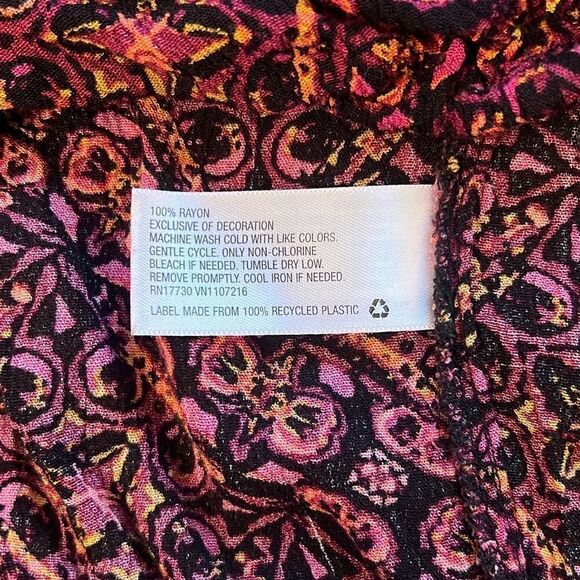 100% RAYON
EXCLUSIVE OF DECORATION
MACHINE WASH COLD WITH LIKE COLORS.
GENTLE CYCLE. ONLY NON-CHLORINE
BLEACH IF NEEDED. TUMBLE DRY LOW.
REMOVE PROMPTLY. COOL IRON IF NEEDED.
RN17730 VN1107216
LABEL MADE FROM 100% RECYCLED PLASTIC